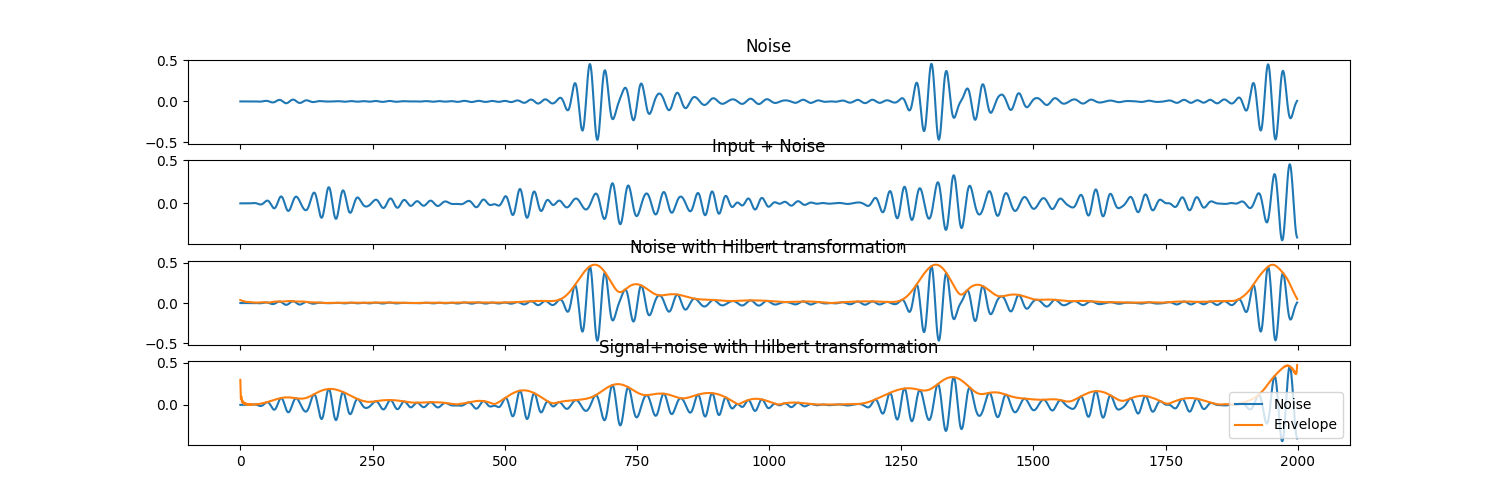 Noise
0.5
0.0
−0.5
Input + Noise
0.5
0.0
Noise with Hilbert transformation
0.5
0.0
−0.5
Signal+noise with Hilbert transformation
0.5
0.0
Noise
Envelope
0 250 500 750 1000 1250 1500 1750 2000